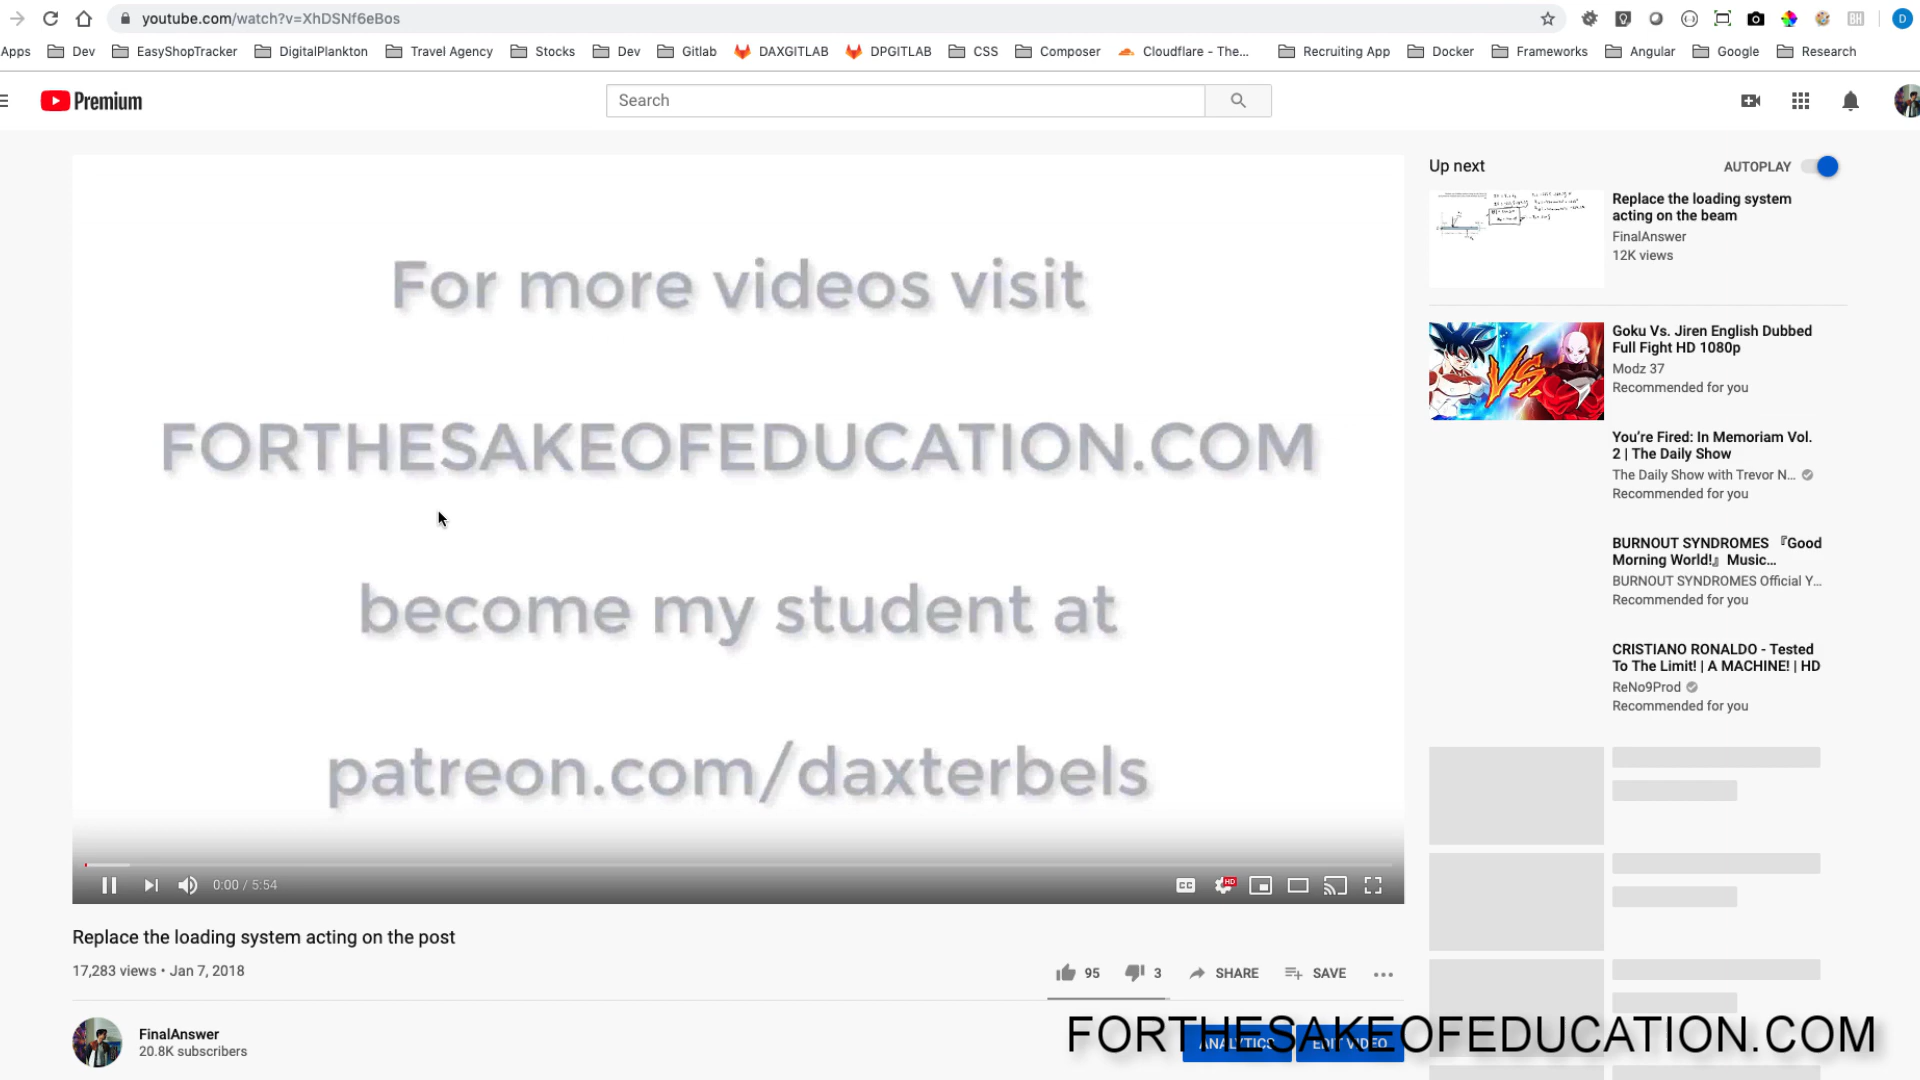 youtube.com/watch?v=XhDSNf6eBos
D
Apps Dev EasyShopTracker DigitalPlankton Travel Agency Stocks Dev Gitlab DAXGITLAB DPGITLAB CSS Composer Cloudflare - The... Recruiting App Docker Frameworks Angular Google Research
Premium
Search
For more videos visit
FORTHESAKEOFEDUCATION.COM
become my student at
patreon.com/daxterbels
0:00 / 5:54
CC
HD
Replace the loading system acting on the post
17,283 views • Jan 7, 2018
95
3
SHARE
SAVE
FinalAnswer
20.8K subscribers
ANALYTICS
EDIT VIDEO
Up next
AUTOPLAY
Replace the loading system
acting on the beam
FinalAnswer
12K views
VS.
Goku Vs. Jiren English Dubbed
Full Fight HD 1080p
Modz 37
Recommended for you
You're Fired: In Memoriam Vol.
2 | The Daily Show
The Daily Show with Trevor N...
Recommended for you
BURNOUT SYNDROMES 『Good
Morning World!』 Music...
BURNOUT SYNDROMES Official Y...
Recommended for you
CRISTIANO RONALDO - Tested
To The Limit! | A MACHINE! | HD
ReNo9Prod
Recommended for you
FORTHESAKEOFEDUCATION.COM